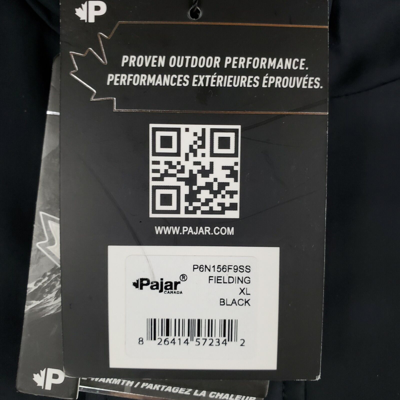 P
PROVEN OUTDOOR PERFORMANCE.
PERFORMANCES EXTÉRIEURES ÉPROUVÉES.
WWW.PAJAR.COM
P6N156F9SS
Pajar®
CANADA
FIELDING
XL
BLACK
8 26414 57234 2
P
WARMTH / PARTAGEZ LA CHALEUR